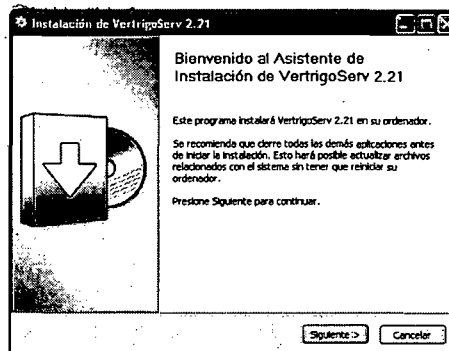 Instalación de VertrigoServ 2.21
Bienvenido al Asistente de
Instalación de VertrigoServ 2.21
Este programa instalará VertrigoServ 2.21 en su ordenador.
Se recomienda que cierre todas las demás aplicaciones antes
de iniciar la instalación. Esto hará posible actualizar archivos
relacionados con el sistema sin tener que reiniciar su
ordenador.
Presione Siguiente para continuar.
Siguiente >
Cancelar